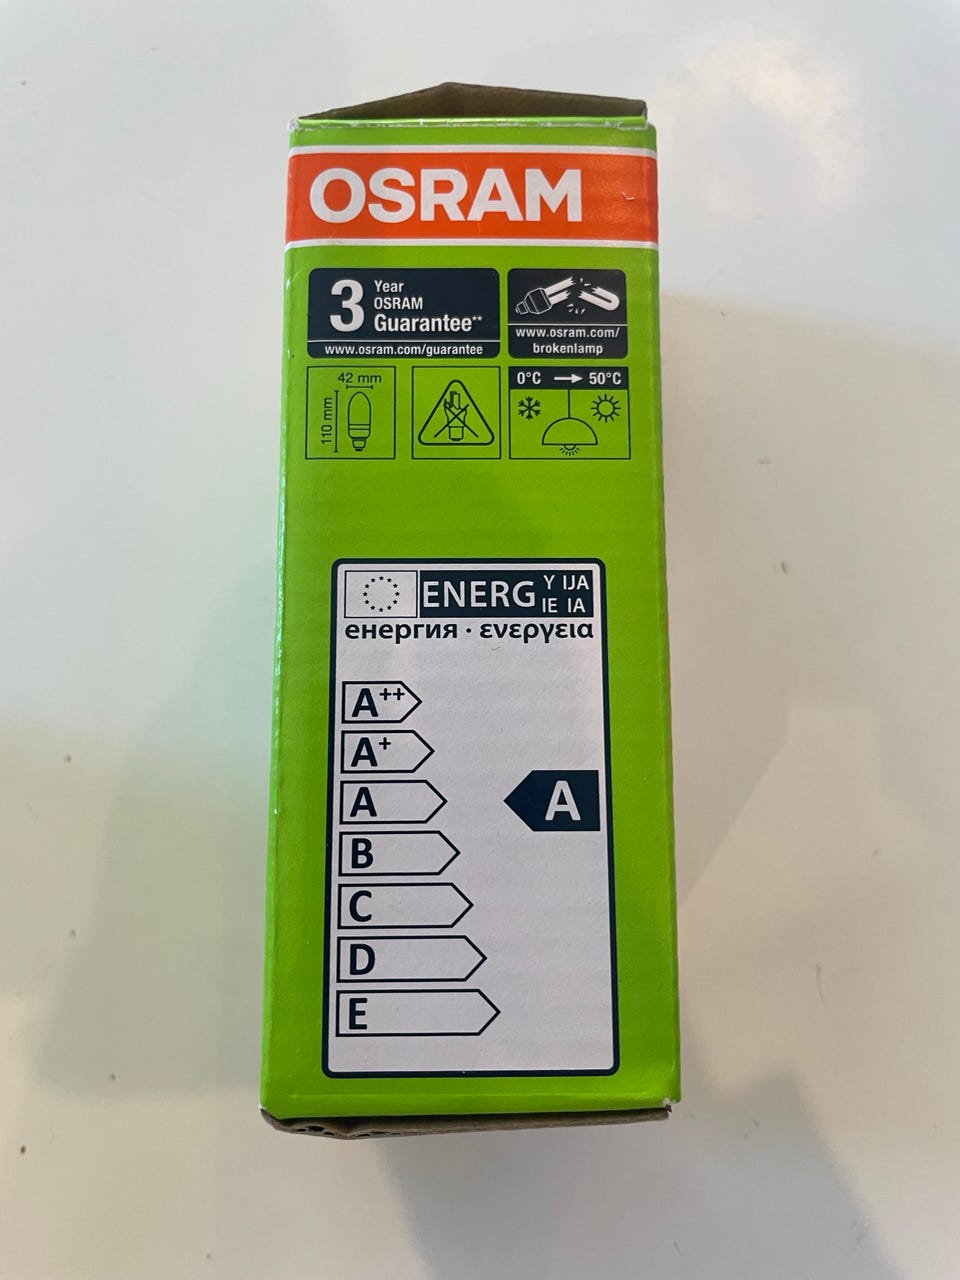 OSRAM
3 Year
OSRAM
Guarantee**
www.osram.com/guarantee
www.osram.com/
brokenlamp
42 mm
110 mm
0°C → 50°C
ENERG Y IJA
IE IA
енергия · ενεργεια
A++
A+
A
A
B
C
D
E